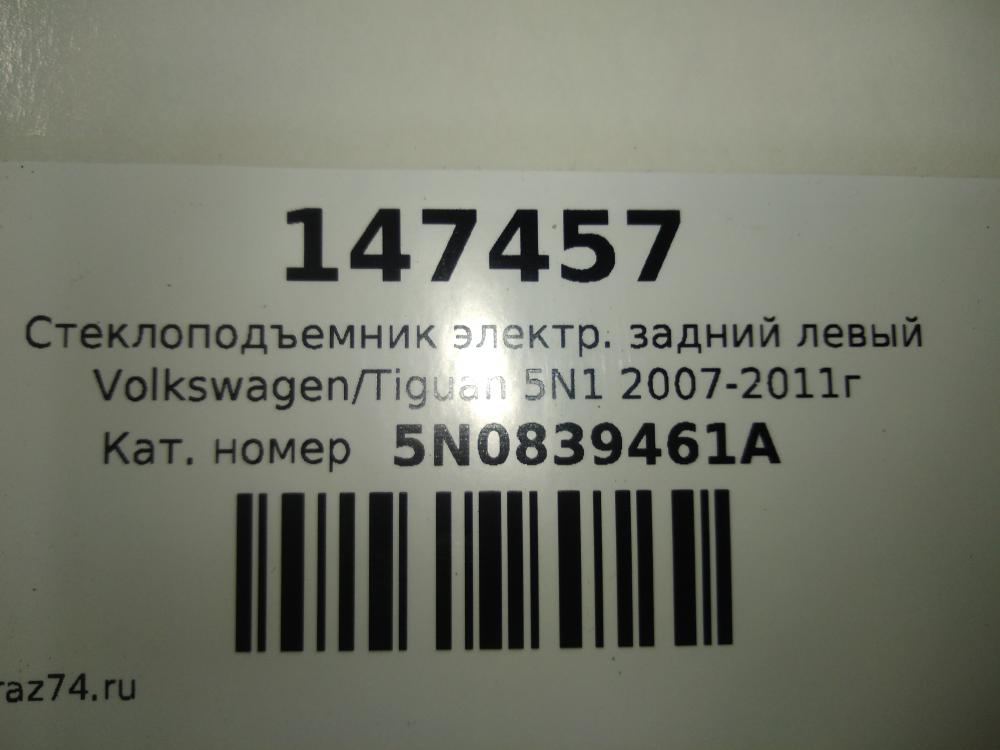 147457
Стеклоподъемник электр. задний левый
Volkswagen/Tiguan 5N1 2007-2011г
Кат. номер 5N0839461A
raz74.ru